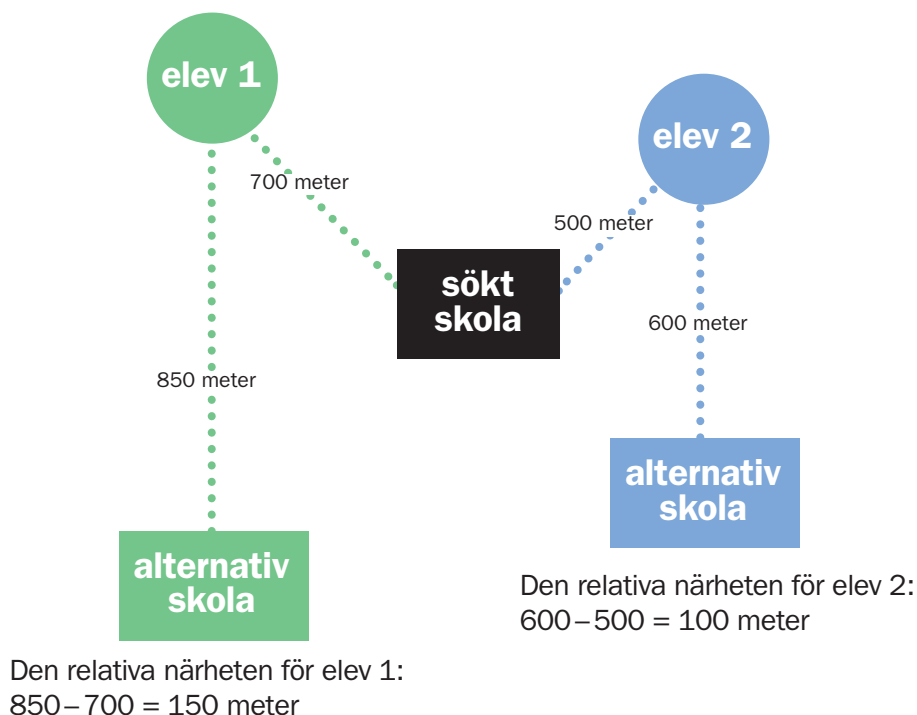 elev 1
elev 2
700 meter
500 meter
sökt
skola
600 meter
850 meter
alternativ
skola
alternativ
skola
Den relativa närheten för elev 2:
600–500 = 100 meter
Den relativa närheten för elev 1:
850–700 = 150 meter